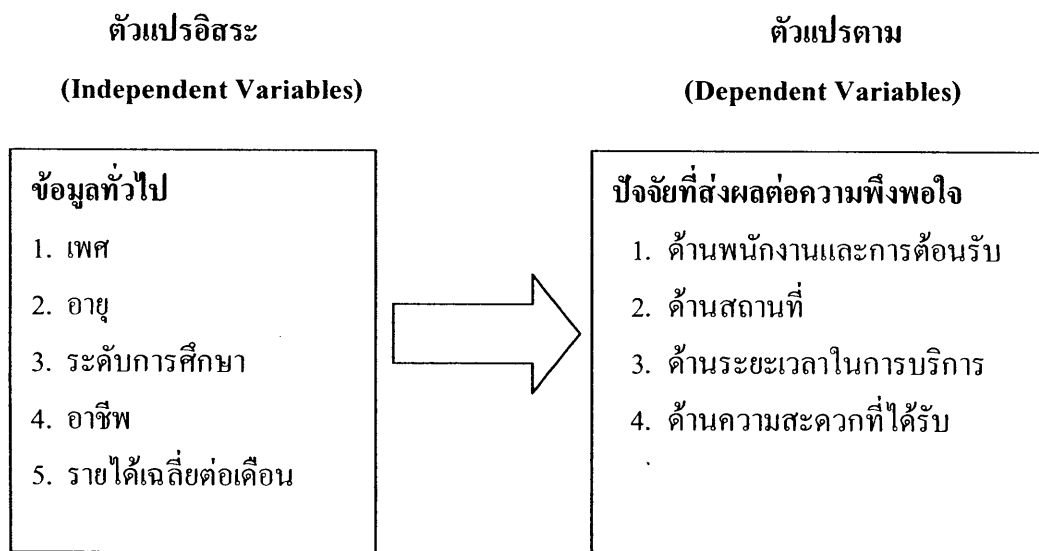 ตัวแปรอิสระ
(Independent Variables)
ข้อมูลทั่วไป
1. เพศ
2. อายุ
3. ระดับการศึกษา
4. อาชีพ
5. รายได้เฉลี่ยต่อเดือน
ตัวแปรตาม
(Dependent Variables)
ปัจจัยที่ส่งผลต่อความพึงพอใจ
1. ด้านพนักงานและการต้อนรับ
2. ด้านสถานที่
3. ด้านระยะเวลาในการบริการ
4. ด้านความสะดวกที่ได้รับ